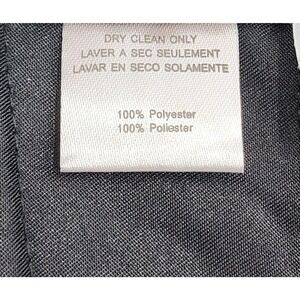 DRY CLEAN ONLY
LAVER A SEC SEULEMENT
LAVAR EN SECO SOLAMENTE
100% Polyester
100% Poliester